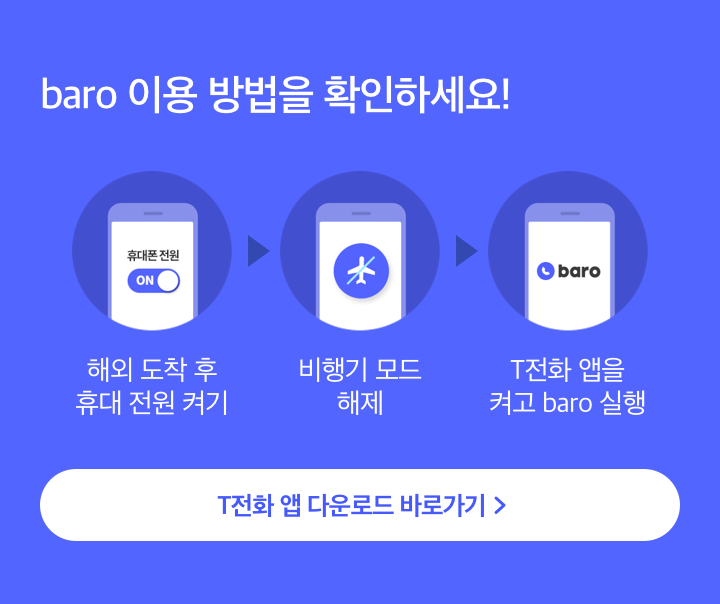 baro 이용 방법을 확인하세요!
휴대폰 전원
ON
baro
해외 도착 후
휴대 전원 켜기
비행기 모드
해제
T전화 앱을
켜고 baro 실행
T전화 앱 다운로드 바로가기 >